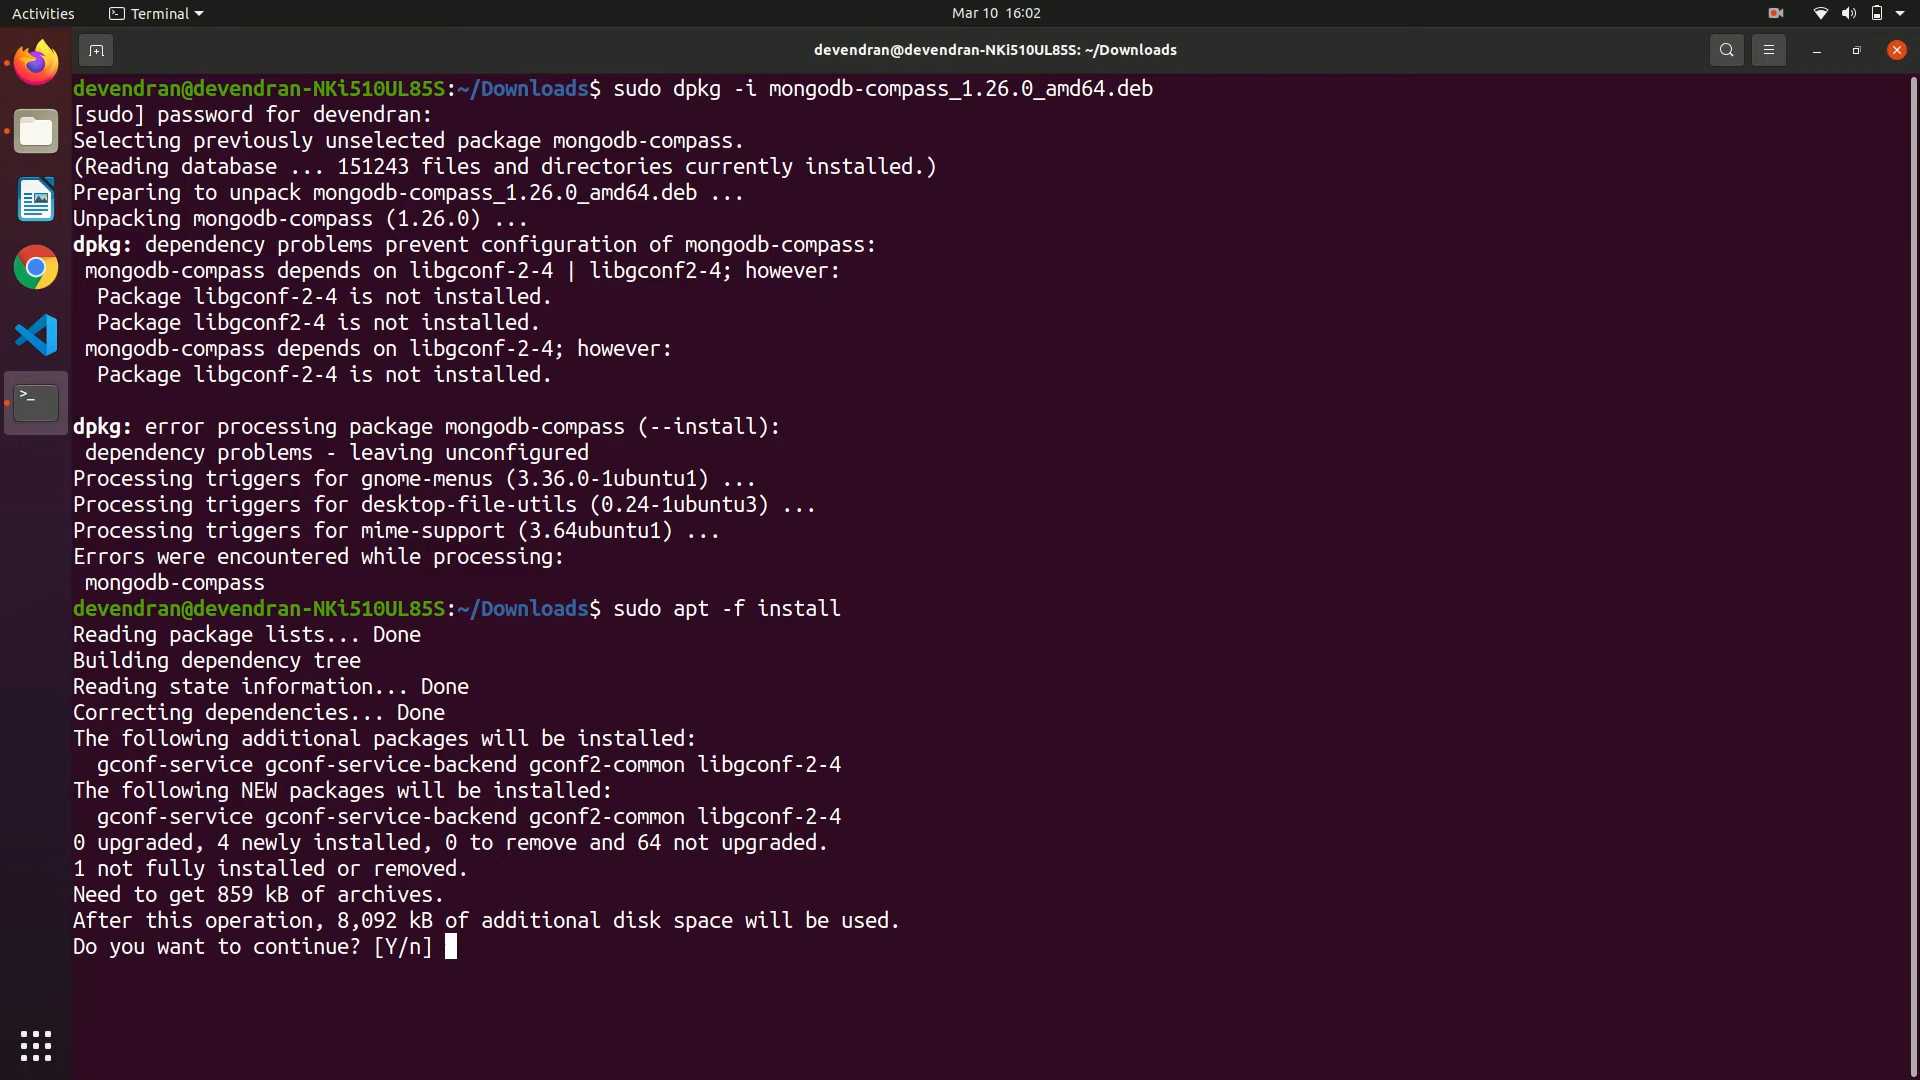 Activities
Terminal
Mar 10 16:02
devendran@devendran-NKi510UL85S: ~/Downloads
devendran@devendran-NKi510UL85S:~/Downloads$ sudo dpkg -i mongodb-compass_1.26.0_amd64.deb
[sudo] password for devendran:
Selecting previously unselected package mongodb-compass.
(Reading database ... 151243 files and directories currently installed.)
Preparing to unpack mongodb-compass_1.26.0_amd64.deb ...
Unpacking mongodb-compass (1.26.0) ...
dpkg: dependency problems prevent configuration of mongodb-compass:
 mongodb-compass depends on libgconf-2-4 | libgconf2-4; however:
  Package libgconf-2-4 is not installed.
  Package libgconf2-4 is not installed.
 mongodb-compass depends on libgconf-2-4; however:
  Package libgconf-2-4 is not installed.

dpkg: error processing package mongodb-compass (--install):
 dependency problems - leaving unconfigured
Processing triggers for gnome-menus (3.36.0-1ubuntu1) ...
Processing triggers for desktop-file-utils (0.24-1ubuntu3) ...
Processing triggers for mime-support (3.64ubuntu1) ...
Errors were encountered while processing:
 mongodb-compass
devendran@devendran-NKi510UL85S:~/Downloads$ sudo apt -f install
Reading package lists... Done
Building dependency tree
Reading state information... Done
Correcting dependencies... Done
The following additional packages will be installed:
  gconf-service gconf-service-backend gconf2-common libgconf-2-4
The following NEW packages will be installed:
  gconf-service gconf-service-backend gconf2-common libgconf-2-4
0 upgraded, 4 newly installed, 0 to remove and 64 not upgraded.
1 not fully installed or removed.
Need to get 859 kB of archives.
After this operation, 8,092 kB of additional disk space will be used.
Do you want to continue? [Y/n]